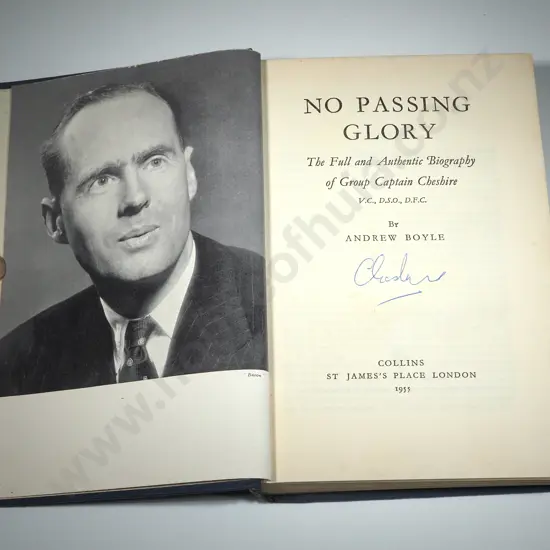 NO PASSING
GLORY
The Full and Authentic Biography
of Group Captain Cheshire
V.C., D.S.O., D.F.C.
By
ANDREW BOYLE
Cheshire
COLLINS
ST JAMES'S PLACE LONDON
1955